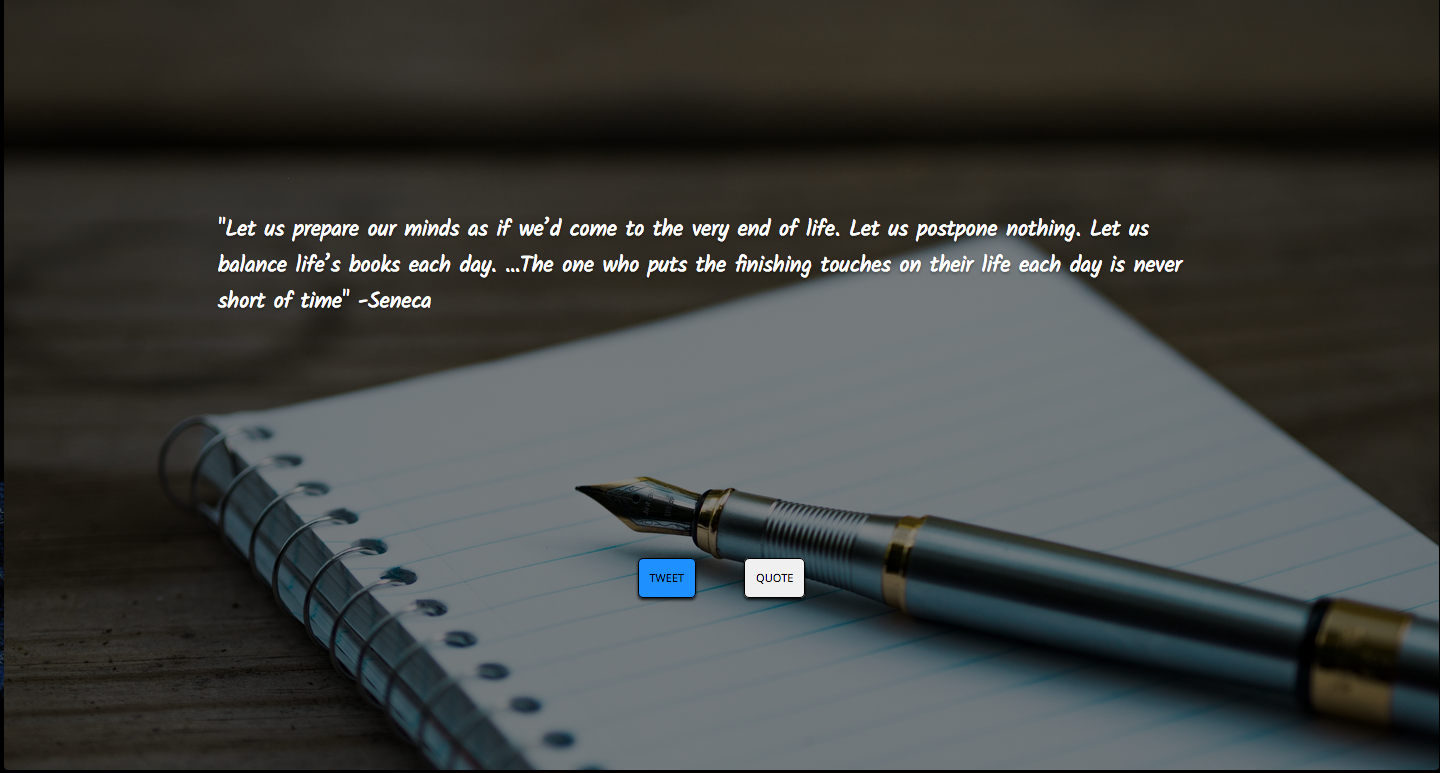 "Let us prepare our minds as if we’d come to the very end of life. Let us postpone nothing. Let us
balance life’s books each day. ...The one who puts the finishing touches on their life each day is never
short of time" -Seneca
TWEET QUOTE